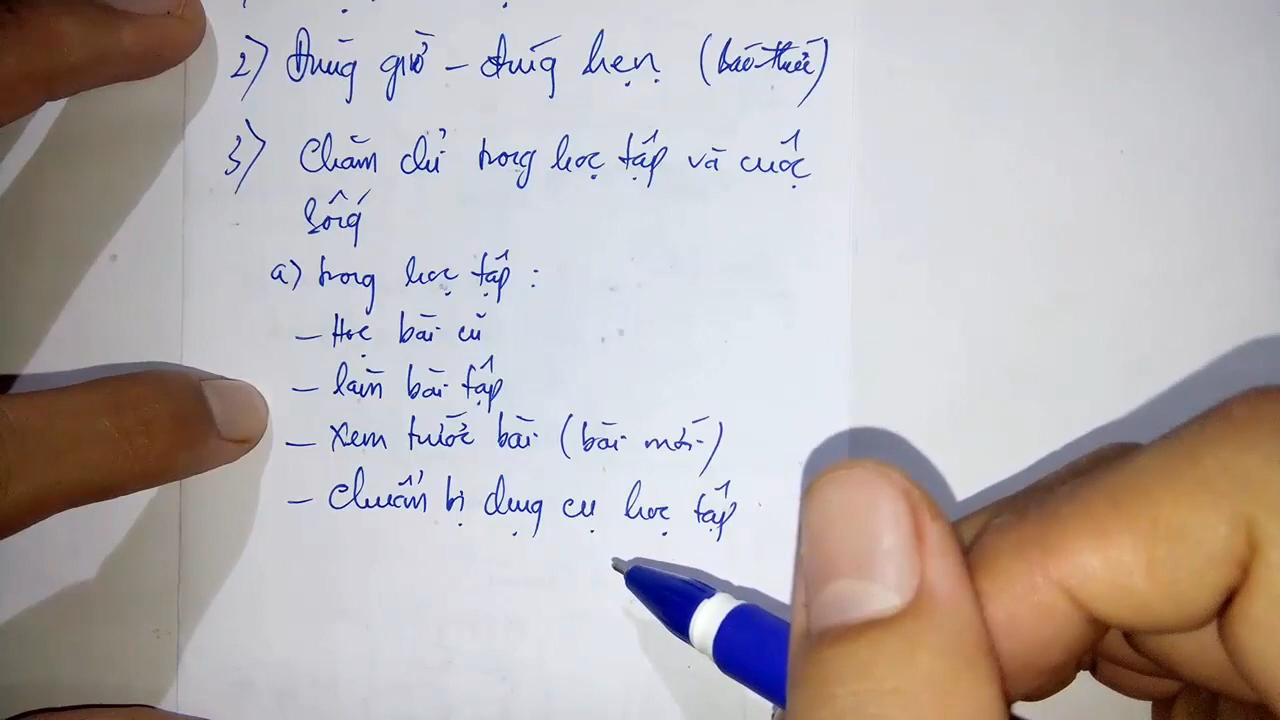 2) Đúng giờ - đúng hẹn (báo thức)
3) Chăm chỉ trong học tập và cuộc
sống
a) trong học tập :
- Học bài cũ
- làm bài tập
- Xem trước bài (bài mới)
- Chuẩn bị dụng cụ học tập